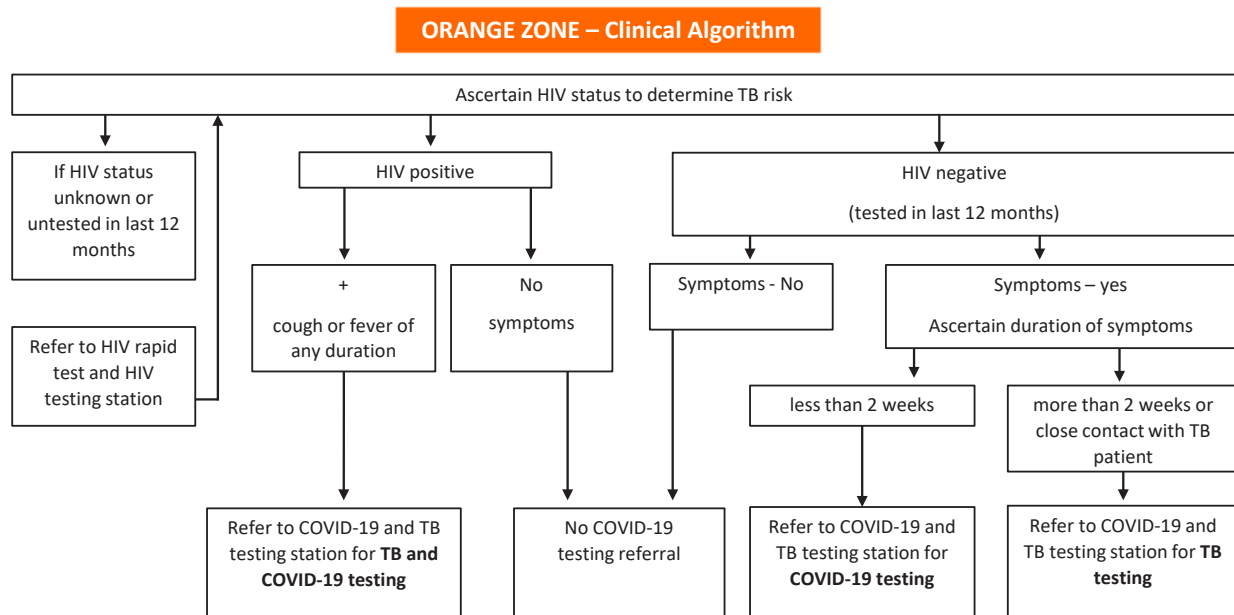 ORANGE ZONE – Clinical Algorithm
Ascertain HIV status to determine TB risk
If HIV status
unknown or
untested in last 12
months
HIV positive
HIV negative
(tested in last 12 months)
+
cough or fever of
any duration
No
symptoms
Symptoms - No
Symptoms – yes
Ascertain duration of symptoms
Refer to HIV rapid
test and HIV
testing station
less than 2 weeks
more than 2 weeks or
close contact with TB
patient
Refer to COVID-19 and TB
testing station for TB and
COVID-19 testing
No COVID-19
testing referral
Refer to COVID-19 and
TB testing station for
COVID-19 testing
Refer to COVID-19 and
TB testing station for TB
testing